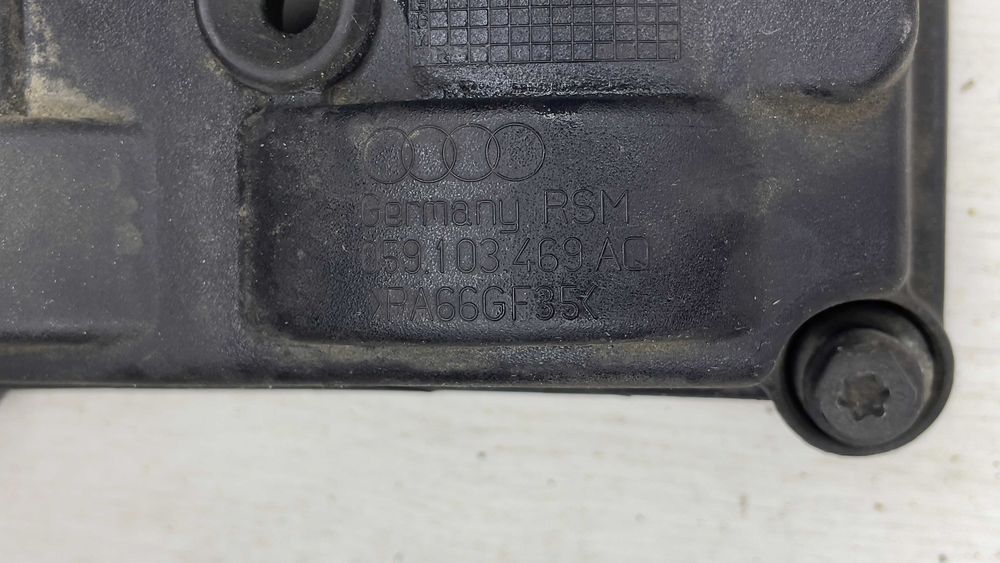 Germany RSM
059.103.469.AQ
>PA66GF35<